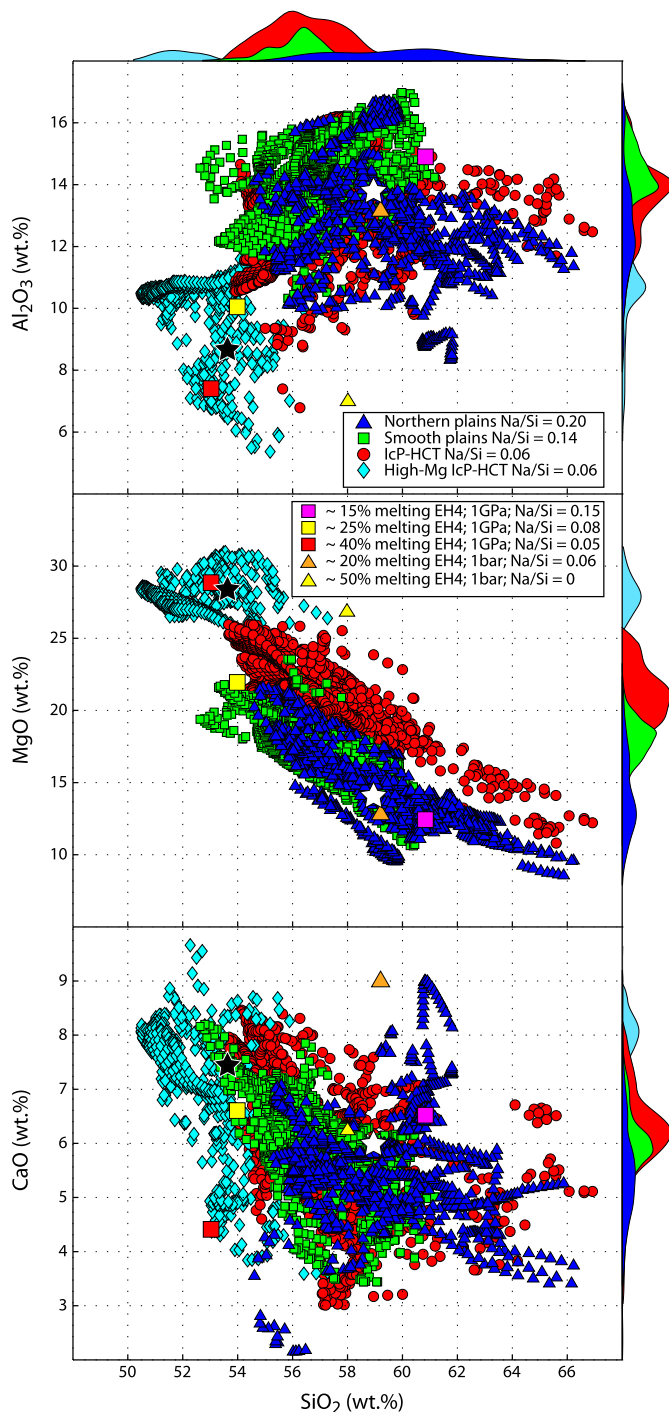 16
14
12
10
8
6
Al2O3 (wt.%)
Northern plains Na/Si = 0.20
Smooth plains Na/Si = 0.14
IcP-HCT Na/Si = 0.06
High-Mg IcP-HCT Na/Si = 0.06
~ 15% melting EH4; 1GPa; Na/Si = 0.15
~ 25% melting EH4; 1GPa; Na/Si = 0.08
~ 40% melting EH4; 1GPa; Na/Si = 0.05
~ 20% melting EH4; 1bar; Na/Si = 0.06
~ 50% melting EH4; 1bar; Na/Si = 0
30
25
20
15
10
MgO (wt.%)
9
8
7
6
5
4
3
CaO (wt.%)
50 52 54 56 58 60 62 64 66
SiO2 (wt.%)